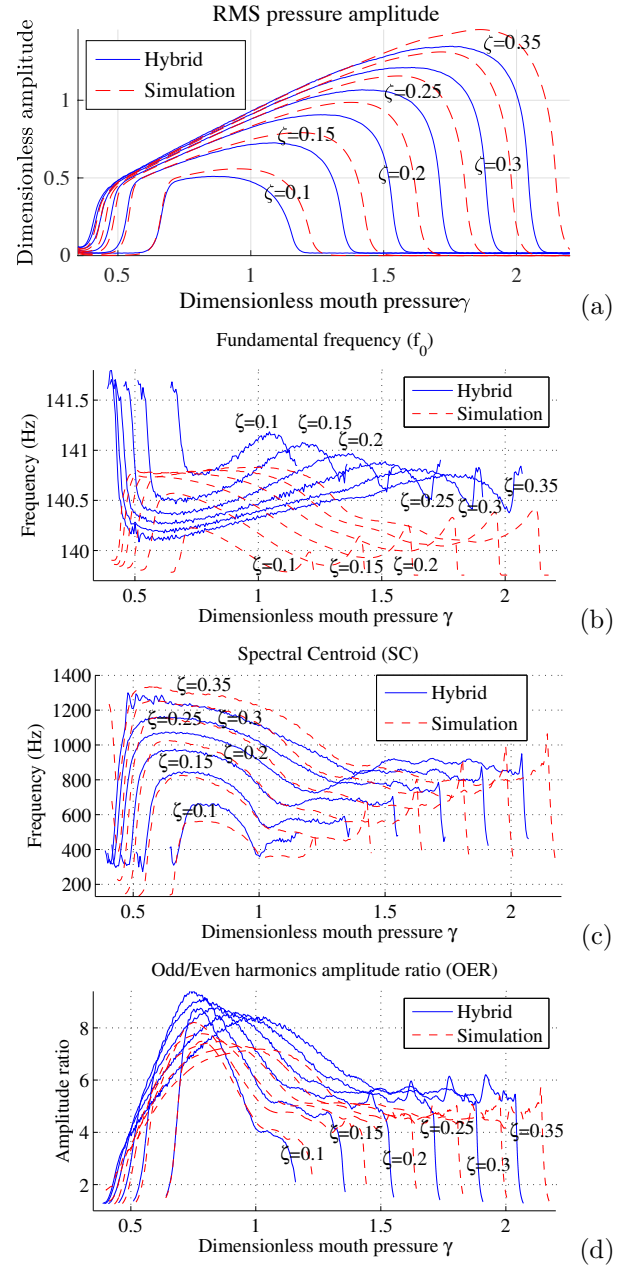 RMS pressure amplitude
Dimensionless amplitude
1
0.5
0
Hybrid
Simulation
ζ=0.35
ζ=0.25
ζ=0.15
ζ=0.3
ζ=0.2
ζ=0.1
0.5 1 1.5 2
Dimensionless mouth pressureγ
(a)
Fundamental frequency (f0)
Frequency (Hz)
141.5
141
140.5
140
Hybrid
Simulation
ζ=0.1
ζ=0.15
ζ=0.2
ζ=0.35
ζ=0.25
ζ=0.3
ζ=0.1
ζ=0.15
ζ=0.2
0.5 1 1.5 2
Dimensionless mouth pressure γ
(b)
Spectral Centroid (SC)
Frequency (Hz)
1400
1200
1000
800
600
400
200
Hybrid
Simulation
ζ=0.35
ζ=0.25
ζ=0.3
ζ=0.15
ζ=0.2
ζ=0.1
0.5 1 1.5 2
Dimensionless mouth pressure γ
(c)
Odd/Even harmonics amplitude ratio (OER)
Amplitude ratio
8
6
4
2
Hybrid
Simulation
ζ=0.1
ζ=0.15
ζ=0.2
ζ=0.25
ζ=0.3
ζ=0.35
0.5 1 1.5 2
Dimensionless mouth pressure γ
(d)